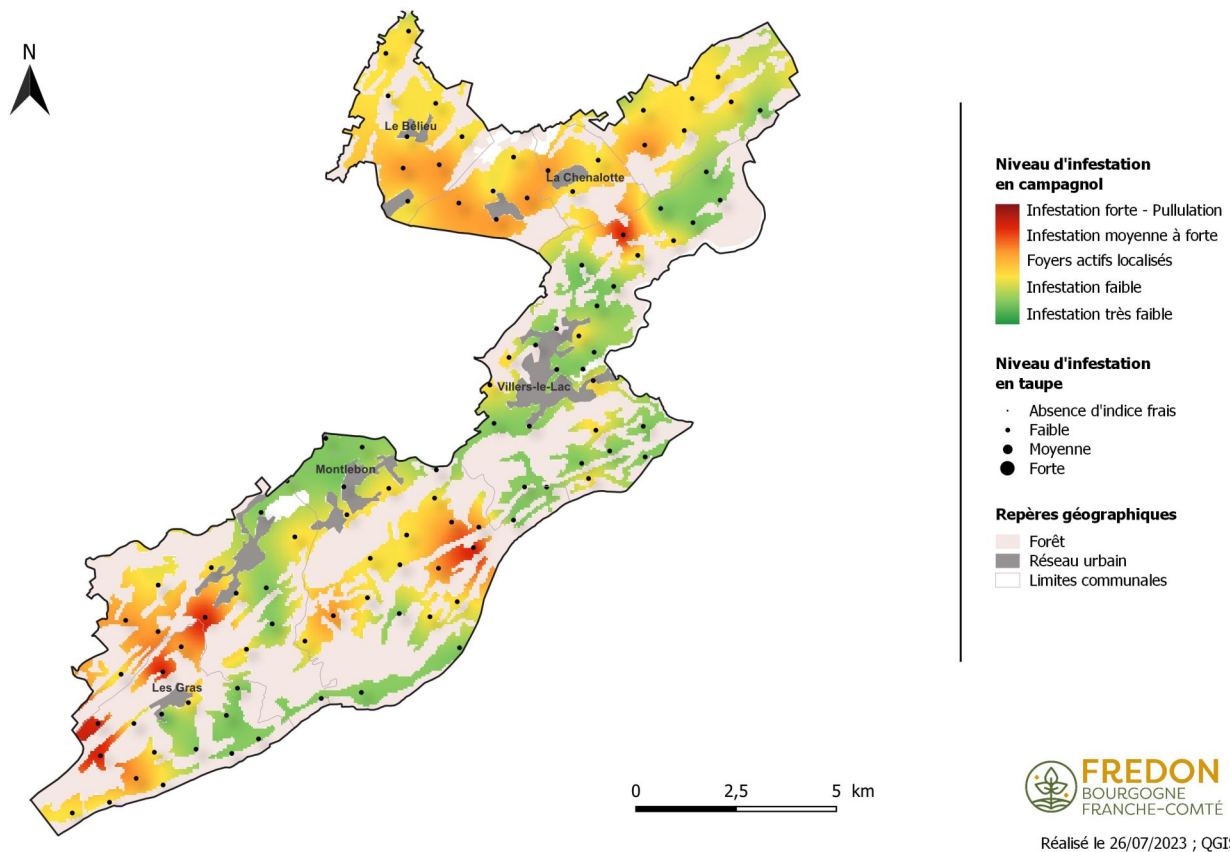 N
Le Bélieu
La Chenalotte
Villers-le-Lac
Montlebon
Les Gras
0 2,5 5 km
Niveau d'infestation
en campagnol
Infestation forte - Pullulation
Infestation moyenne à forte
Foyers actifs localisés
Infestation faible
Infestation très faible
Niveau d'infestation
en taupe
Absence d'indice frais
Faible
Moyenne
Forte
Repères géographiques
Forêt
Réseau urbain
Limites communales
FREDON
BOURGOGNE
FRANCHE-COMTÉ
Réalisé le 26/07/2023 ; QGIS